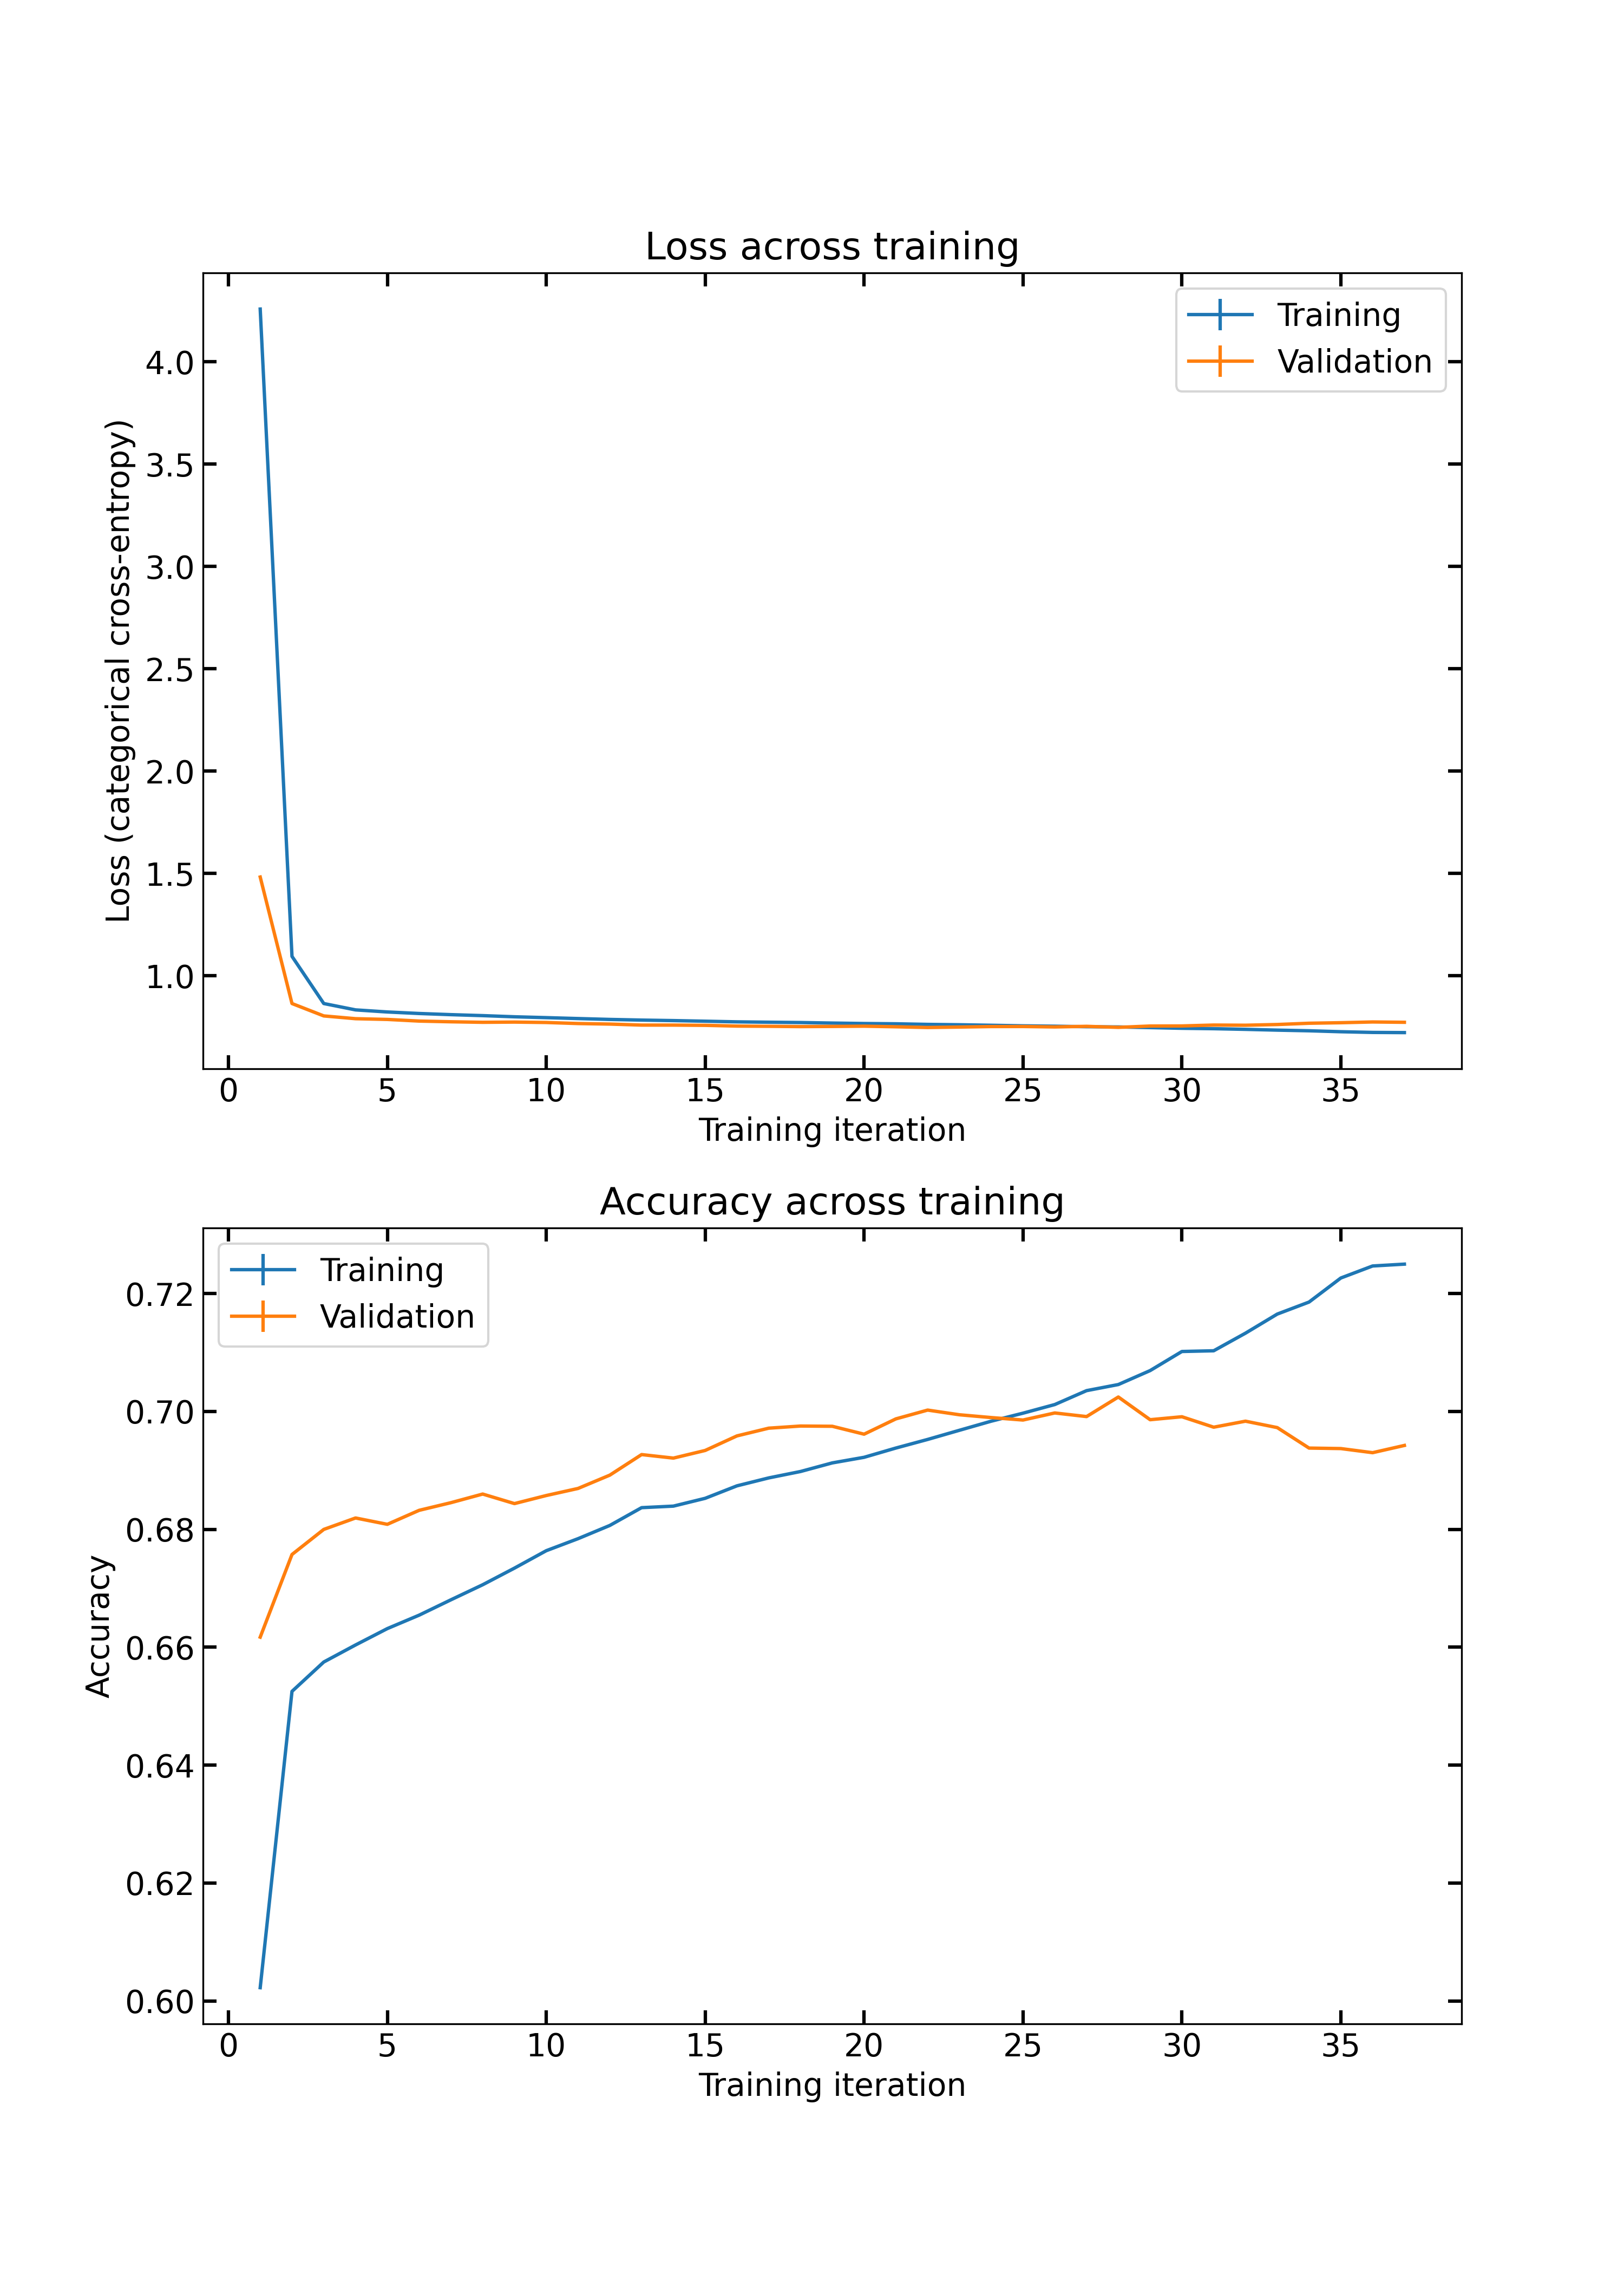 Loss across training
Training
Validation
4.0
3.5
3.0
2.5
2.0
1.5
1.0
Loss (categorical cross-entropy)
0 5 10 15 20 25 30 35
Training iteration
Accuracy across training
Training
Validation
0.72
0.70
0.68
0.66
0.64
0.62
0.60
Accuracy
0 5 10 15 20 25 30 35
Training iteration